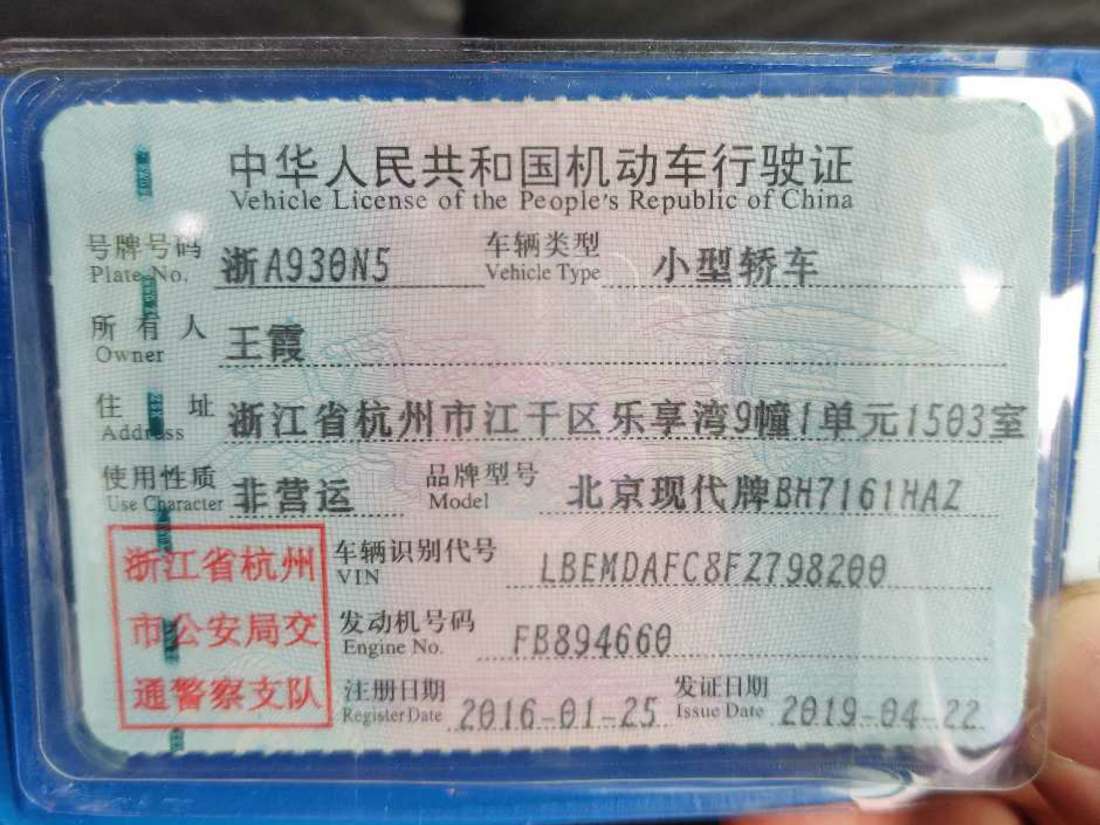 中华人民共和国机动车行驶证
Vehicle License of the People's Republic of China
号牌号码 浙A930N5 车辆类型 小型轿车
Plate No. Vehicle Type
所有人 王霞
Owner
住址 浙江省杭州市江干区乐享湾9幢1单元1503室
Address
使用性质 非营运 品牌型号 北京现代牌BH7161HAZ
Use Character Model
浙江省杭州 车辆识别代号 LBEMDAFC8FZ798200
VIN
市公安局交 发动机号码 FB894660
Engine No.
通警察支队 注册日期 2016-01-25 发证日期 2019-04-22
Register Date Issue Date